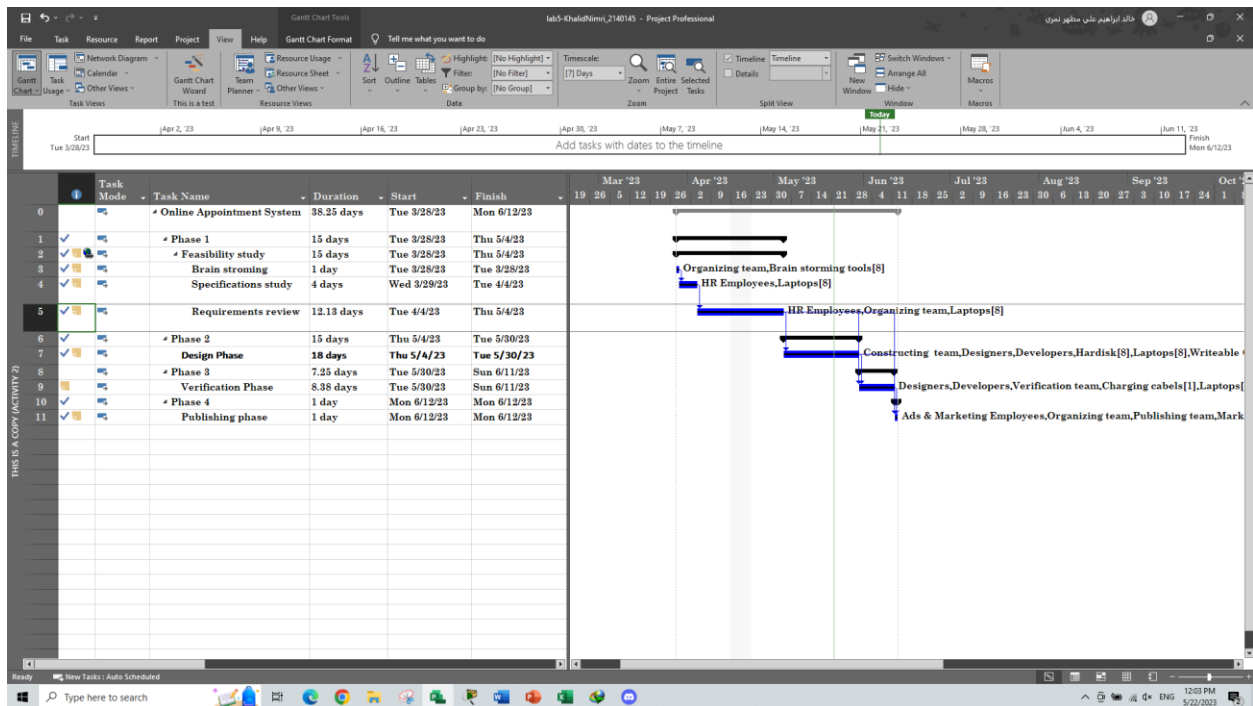 Gantt Chart Tools
lab5-KhalidNimri_2140145 - Project Professional
خالد ابراهيم علي مطهر نمري
File Task Resource Report Project View Help Gantt Chart Format Tell me what you want to do
Gantt Chart
Task Usage
Network Diagram
Calendar
Other Views
Task Views
Gantt Chart Wizard
This is a test
Team Planner
Resource Usage
Resource Sheet
Other Views
Resource Views
Sort Outline Tables
Highlight: [No Highlight]
Filter: [No Filter]
Group by: [No Group]
Data
Timescale:
[7] Days
Zoom Entire Project Selected Tasks
Zoom
Timeline Timeline
Details
Split View
New Window
Switch Windows
Arrange All
Hide
Window
Macros
Macros
TIMELINE
Today
Apr 2, '23 Apr 9, '23 Apr 16, '23 Apr 23, '23 Apr 30, '23 May 7, '23 May 14, '23 May 21, '23 May 28, '23 Jun 4, '23 Jun 11, '23
Start
Tue 3/28/23
Add tasks with dates to the timeline
Finish
Mon 6/12/23
Task Mode Task Name Duration Start Finish
Mar '23 Apr '23 May '23 Jun '23 Jul '23 Aug '23 Sep '23 Oct '2
19 26 5 12 19 26 2 9 16 23 30 7 14 21 28 4 11 18 25 2 9 16 23 30 6 13 20 27 3 10 17 24 1
0 Online Appointment System 38.25 days Tue 3/28/23 Mon 6/12/23
1 Phase 1 15 days Tue 3/28/23 Thu 5/4/23
2 Feasibility study 15 days Tue 3/28/23 Thu 5/4/23
3 Brain stroming 1 day Tue 3/28/23 Tue 3/28/23 Organizing team,Brain storming tools[8]
4 Specifications study 4 days Wed 3/29/23 Tue 4/4/23 HR Employees,Laptops[8]
5 Requirements review 12.13 days Tue 4/4/23 Thu 5/4/23 HR Employees,Organizing team,Laptops[8]
6 Phase 2 15 days Thu 5/4/23 Tue 5/30/23
7 Design Phase 18 days Thu 5/4/23 Tue 5/30/23 Constructing team,Designers,Developers,Hardisk[8],Laptops[8],Writeable
8 Phase 3 7.25 days Tue 5/30/23 Sun 6/11/23
9 Verification Phase 8.38 days Tue 5/30/23 Sun 6/11/23 Designers,Developers,Verification team,Charging cabels[1],Laptops[
10 Phase 4 1 day Mon 6/12/23 Mon 6/12/23
11 Publishing phase 1 day Mon 6/12/23 Mon 6/12/23 Ads & Marketing Employees,Organizing team,Publishing team,Mark
THIS IS A COPY (ACTIVITY 2)
Ready New Tasks : Auto Scheduled
Type here to search
ENG
12:03 PM
5/22/2023